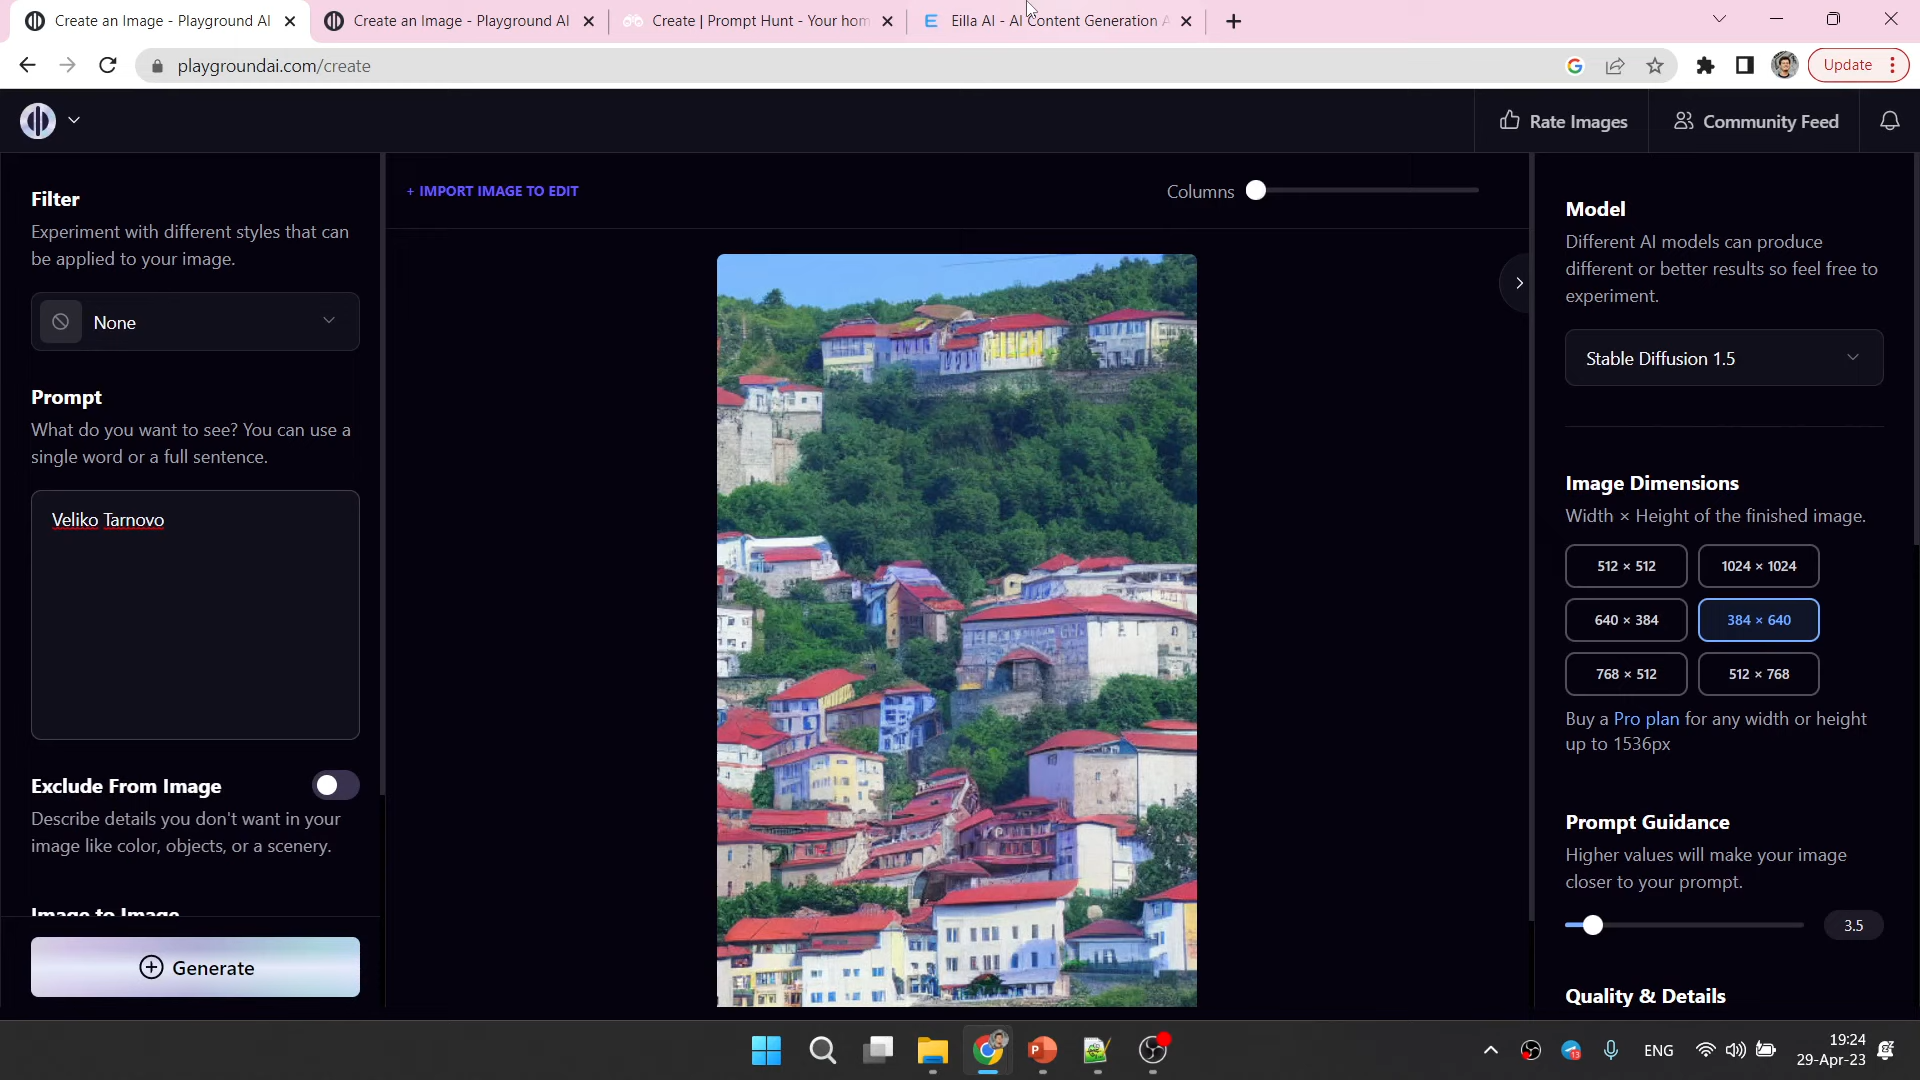 Create an Image - Playground AI
Create an Image - Playground AI
Create | Prompt Hunt - Your hom
Eilla AI - AI Content Generation A
playgroundai.com/create
Update
Rate Images
Community Feed
Filter
Experiment with different styles that can
be applied to your image.
None
Prompt
What do you want to see? You can use a
single word or a full sentence.
Veliko Tarnovo
Exclude From Image
Describe details you don't want in your
image like color, objects, or a scenery.
Image to Image
Generate
+ IMPORT IMAGE TO EDIT
Columns
Model
Different AI models can produce
different or better results so feel free to
experiment.
Stable Diffusion 1.5
Image Dimensions
Width × Height of the finished image.
512 × 512
1024 × 1024
640 × 384
384 × 640
768 × 512
512 × 768
Buy a Pro plan for any width or height
up to 1536px
Prompt Guidance
Higher values will make your image
closer to your prompt.
3.5
Quality & Details
ENG
19:24
29-Apr-23